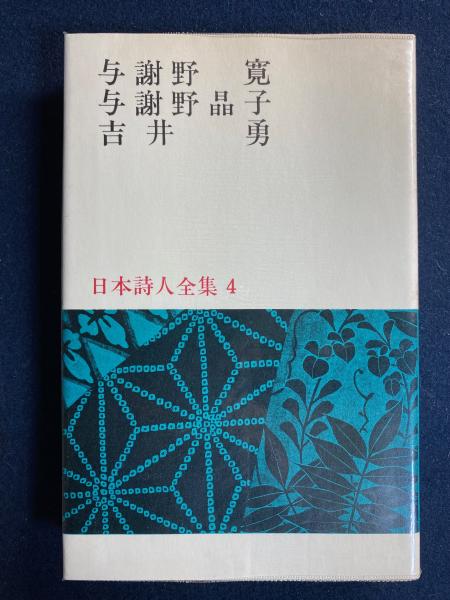 与謝野 寛
与謝野晶子
吉井 勇
日本詩人全集 4